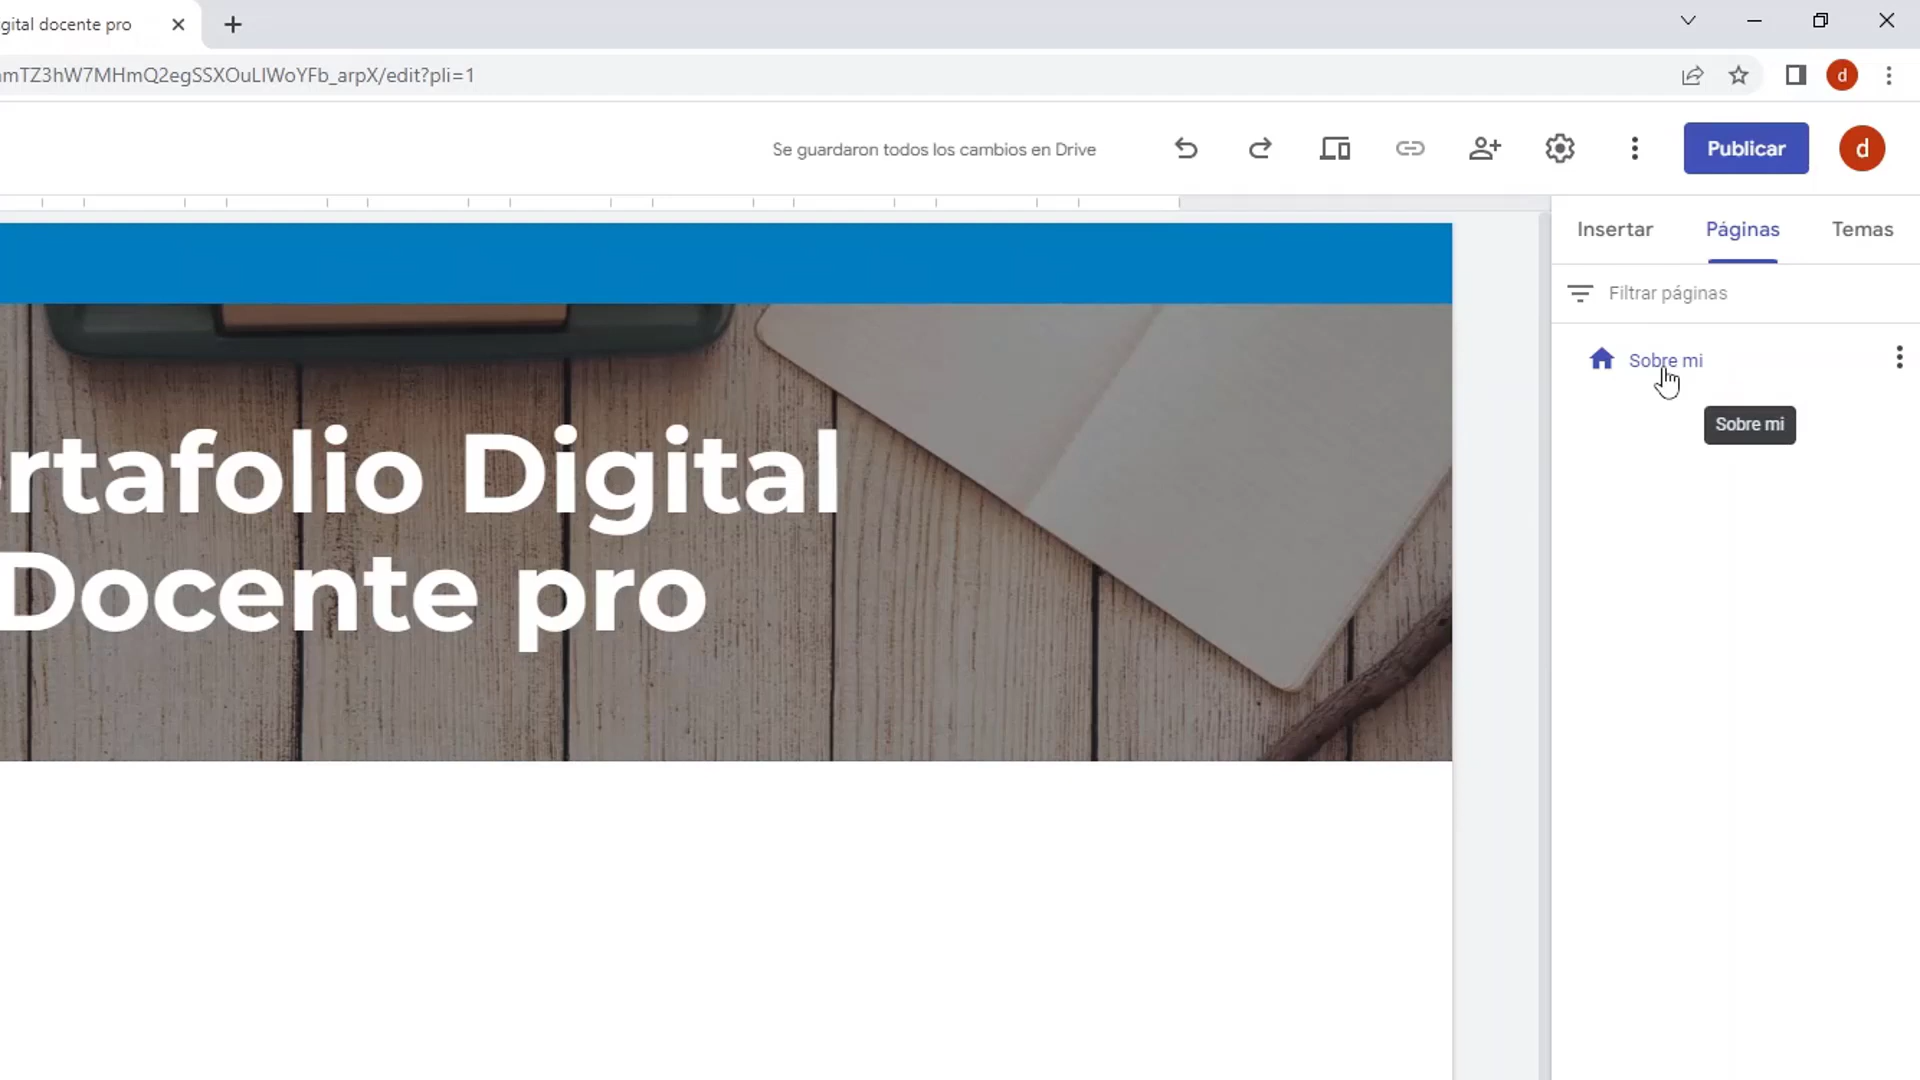 gital docente pro
mTZ3hW7MHmQ2egSSXOuLlWoYFb_arpX/edit?pli=1
d
Se guardaron todos los cambios en Drive
Publicar
d
Insertar Páginas Temas
Filtrar páginas
Sobre mi
Sobre mi
rtafolio Digital
Docente pro